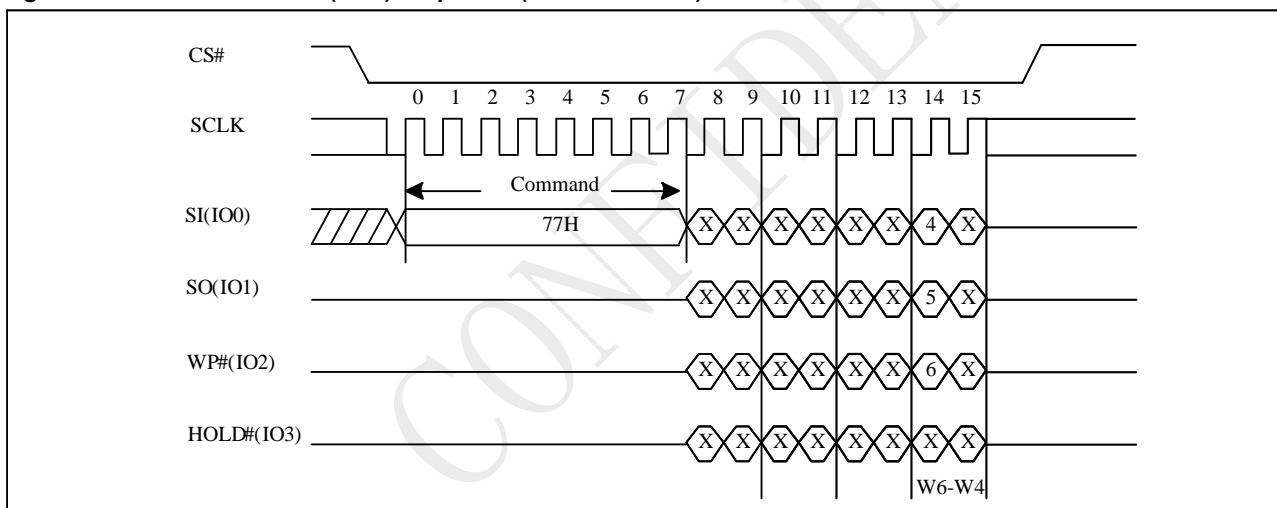 CS#
0 1 2 3 4 5 6 7 8 9 10 11 12 13 14 15
SCLK
Command
SI(IO0) 77H X X X X X X 4 X
SO(IO1) X X X X X X 5 X
WP#(IO2) X X X X X X 6 X
HOLD#(IO3) X X X X X X X X
W6-W4